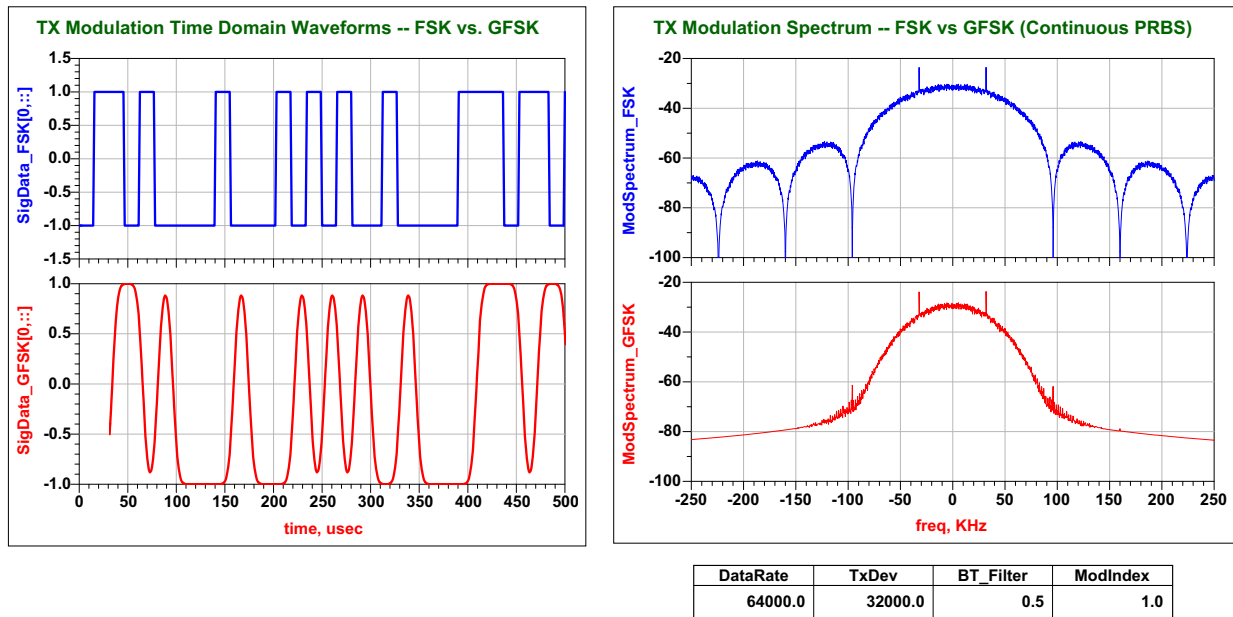 TX Modulation Time Domain Waveforms -- FSK vs. GFSK
1.5
1.0
0.5
0.0
-0.5
-1.0
-1.5
SigData_FSK[0,::]
1.0
0.5
0.0
-0.5
-1.0
SigData_GFSK[0,::]
0 50 100 150 200 250 300 350 400 450 500
time, usec
TX Modulation Spectrum -- FSK vs GFSK (Continuous PRBS)
-20
-40
-60
-80
-100
ModSpectrum_FSK
-20
-40
-60
-80
-100
ModSpectrum_GFSK
-250 -200 -150 -100 -50 0 50 100 150 200 250
freq, KHz
DataRate TxDev BT_Filter ModIndex
64000.0 32000.0 0.5 1.0